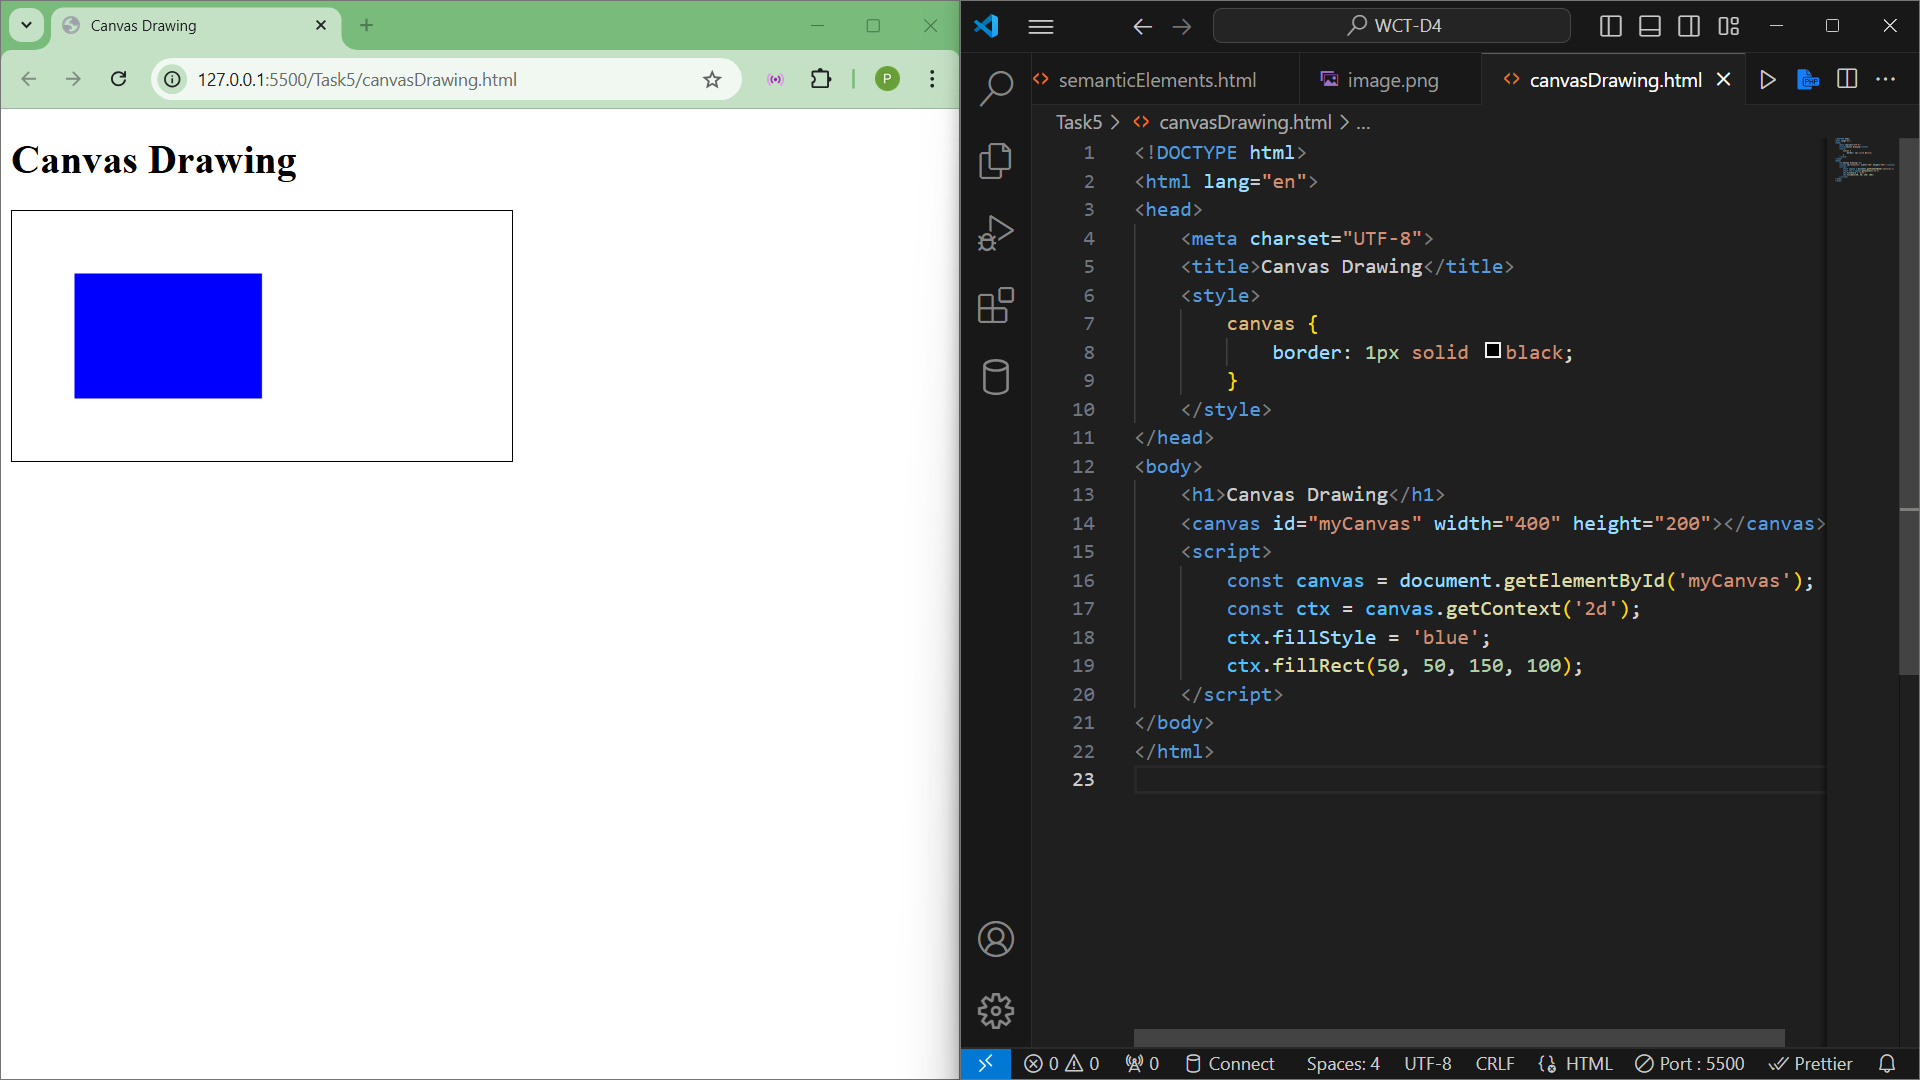 Canvas Drawing
127.0.0.1:5500/Task5/canvasDrawing.html
P
Canvas Drawing
WCT-D4
semanticElements.html
image.png
canvasDrawing.html
PHP
Task5 > canvasDrawing.html > ...
1 <!DOCTYPE html>
2 <html lang="en">
3 <head>
4 <meta charset="UTF-8">
5 <title>Canvas Drawing</title>
6 <style>
7 canvas {
8 border: 1px solid black;
9 }
10 </style>
11 </head>
12 <body>
13 <h1>Canvas Drawing</h1>
14 <canvas id="myCanvas" width="400" height="200"></canvas>
15 <script>
16 const canvas = document.getElementById('myCanvas');
17 const ctx = canvas.getContext('2d');
18 ctx.fillStyle = 'blue';
19 ctx.fillRect(50, 50, 150, 100);
20 </script>
21 </body>
22 </html>
23
0 0 0 Connect Spaces: 4 UTF-8 CRLF HTML Port : 5500 Prettier